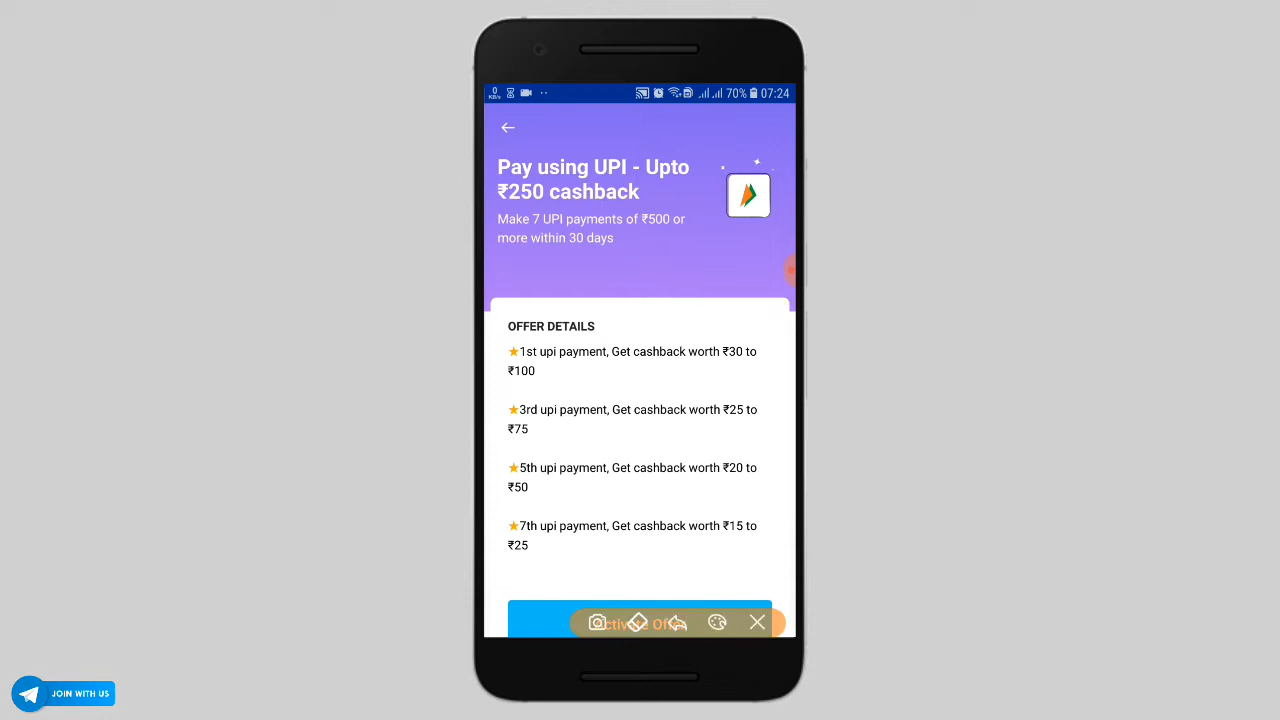 0
KB/s
70% 07:24
Pay using UPI - Upto
₹250 cashback
Make 7 UPI payments of ₹500 or
more within 30 days
OFFER DETAILS
★1st upi payment, Get cashback worth ₹30 to
₹100
★3rd upi payment, Get cashback worth ₹25 to
₹75
★5th upi payment, Get cashback worth ₹20 to
₹50
★7th upi payment, Get cashback worth ₹15 to
₹25
Activate Offer
JOIN WITH US